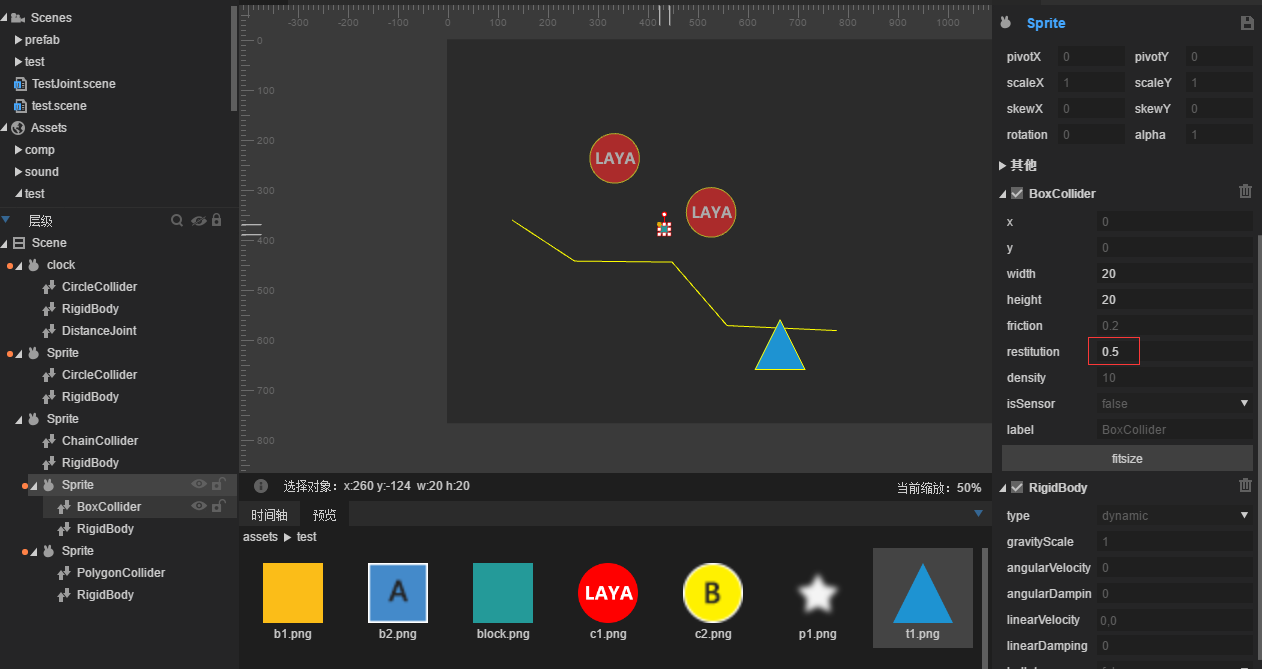 Scenes
prefab
test
TestJoint.scene
test.scene
Assets
comp
sound
test
层级
Scene
clock
CircleCollider
RigidBody
DistanceJoint
Sprite
CircleCollider
RigidBody
Sprite
ChainCollider
RigidBody
Sprite
BoxCollider
RigidBody
Sprite
PolygonCollider
RigidBody
-300 -200 -100 0 100 200 300 400 500 600 700 800 900 1000
0
100
200
300
400
500
600
700
800
LAYA
LAYA
选择对象: x:260 y:-124 w:20 h:20
当前缩放: 50%
时间轴 预览
assets test
A
LAYA
B
b1.png b2.png block.png c1.png c2.png p1.png t1.png
Sprite
pivotX 0 pivotY 0
scaleX 1 scaleY 1
skewX 0 skewY 0
rotation 0 alpha 1
其他
BoxCollider
x 0
y 0
width 20
height 20
friction 0.2
restitution 0.5
density 10
isSensor false
label BoxCollider
fitsize
RigidBody
type dynamic
gravityScale 1
angularVelocity 0
angularDampin 0
linearVelocity 0,0
linearDamping 0